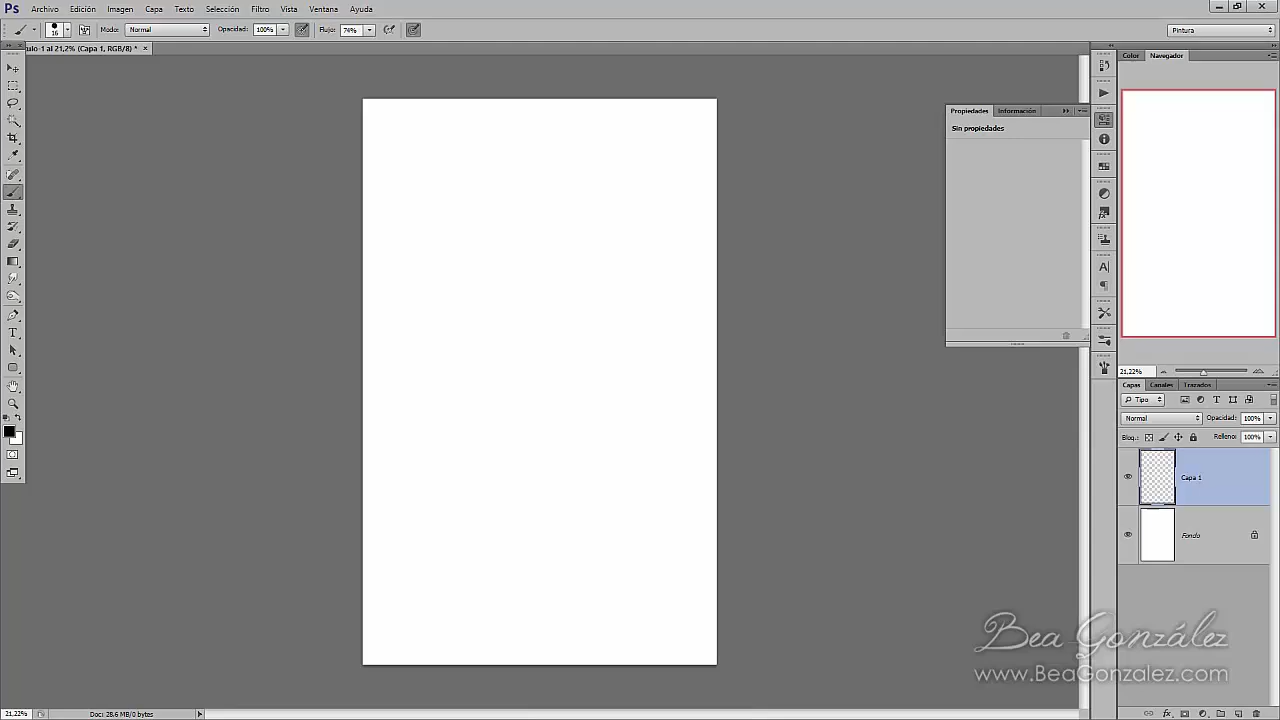 Ps Archivo Edición Imagen Capa Texto Selección Filtro Vista Ventana Ayuda
16 Modo: Normal Opacidad: 100% Flujo: 74% Pintura
ulo-1 al 21,2% (Capa 1, RGB/8) * ×
Color Navegador
Propiedades Información
Sin propiedades
21,22%
Capas Canales Trazados
Tipo
Normal Opacidad: 100%
Bloq.: Relleno: 100%
Capa 1
Fondo
Bea González
www.BeaGonzalez.com
21,22% Doc: 28,6 MB/0 bytes